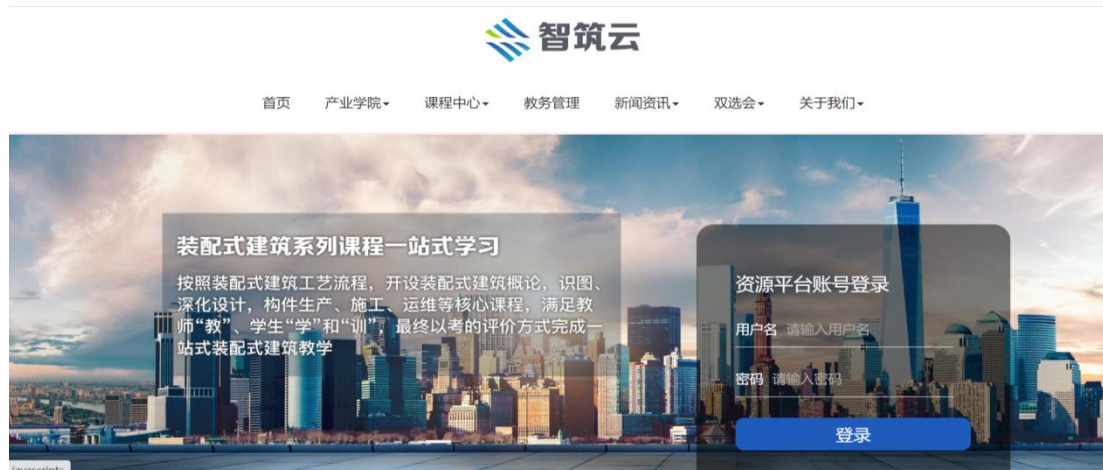 智筑云
首页 产业学院 课程中心 教务管理 新闻资讯 双选会 关于我们
装配式建筑系列课程一站式学习
按照装配式建筑工艺流程，开设装配式建筑概论，识图、
深化设计，构件生产、施工、运维等核心课程，满足教
师“教”、学生“学”和“训”，最终以考的评价方式完成一
站式装配式建筑教学
资源平台账号登录
用户名 请输入用户名
密码 请输入密码
登录